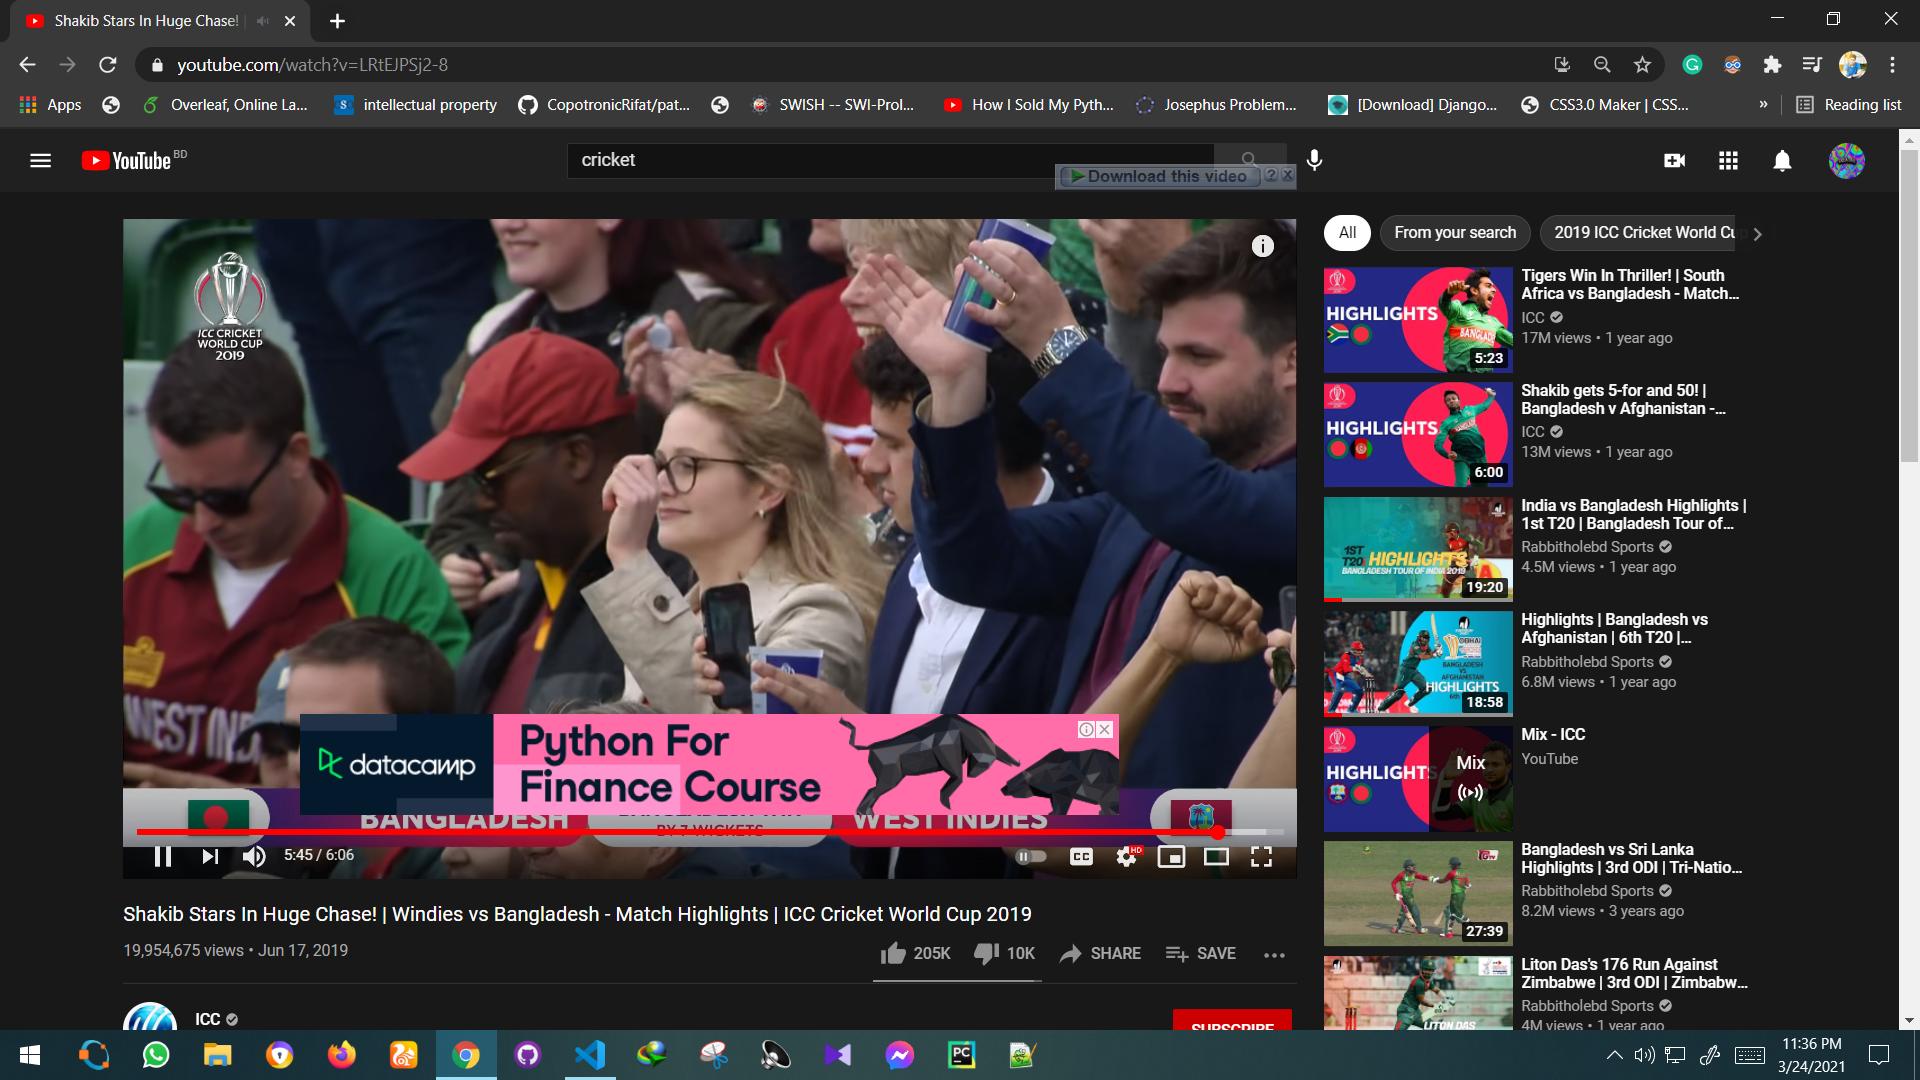 Shakib Stars In Huge Chase!
youtube.com/watch?v=LRtEJPSj2-8
Apps
Overleaf, Online La...
intellectual property
CopotronicRifat/pat...
SWISH -- SWI-Prol...
How I Sold My Pyth...
Josephus Problem...
[Download] Django...
CSS3.0 Maker | CSS...
»
Reading list
YouTube BD
cricket
Download this video ? X
ICC CRICKET
WORLD CUP
2019
WEST IND
datacamp
Python For
Finance Course
BANGLADESH
BY 7 WICKETS
WEST INDIES
5:45 / 6:06
CC
HD
Shakib Stars In Huge Chase! | Windies vs Bangladesh - Match Highlights | ICC Cricket World Cup 2019
19,954,675 views • Jun 17, 2019
205K
10K
SHARE
SAVE
ICC
SUBSCRIBE
All
From your search
2019 ICC Cricket World Cu
HIGHLIGHTS
BANGLADE
5:23
Tigers Win In Thriller! | South
Africa vs Bangladesh - Match...
ICC
17M views • 1 year ago
HIGHLIGHTS
6:00
Shakib gets 5-for and 50! |
Bangladesh v Afghanistan -...
ICC
13M views • 1 year ago
1ST
T20 HIGHLIGHTS
BANGLADESH TOUR OF INDIA 2019
19:20
India vs Bangladesh Highlights |
1st T20 | Bangladesh Tour of...
Rabbitholebd Sports
4.5M views • 1 year ago
BANGLADESH
VS
AFGHANISTAN
HIGHLIGHTS
6th
18:58
Highlights | Bangladesh vs
Afghanistan | 6th T20 |...
Rabbitholebd Sports
6.8M views • 1 year ago
HIGHLIGHTS
Mix
Mix - ICC
YouTube
27:39
Bangladesh vs Sri Lanka
Highlights | 3rd ODI | Tri-Natio...
Rabbitholebd Sports
8.2M views • 3 years ago
LITON DAS
Liton Das's 176 Run Against
Zimbabwe | 3rd ODI | Zimbabw...
Rabbitholebd Sports
4M views • 1 year ago
PC
11:36 PM
3/24/2021